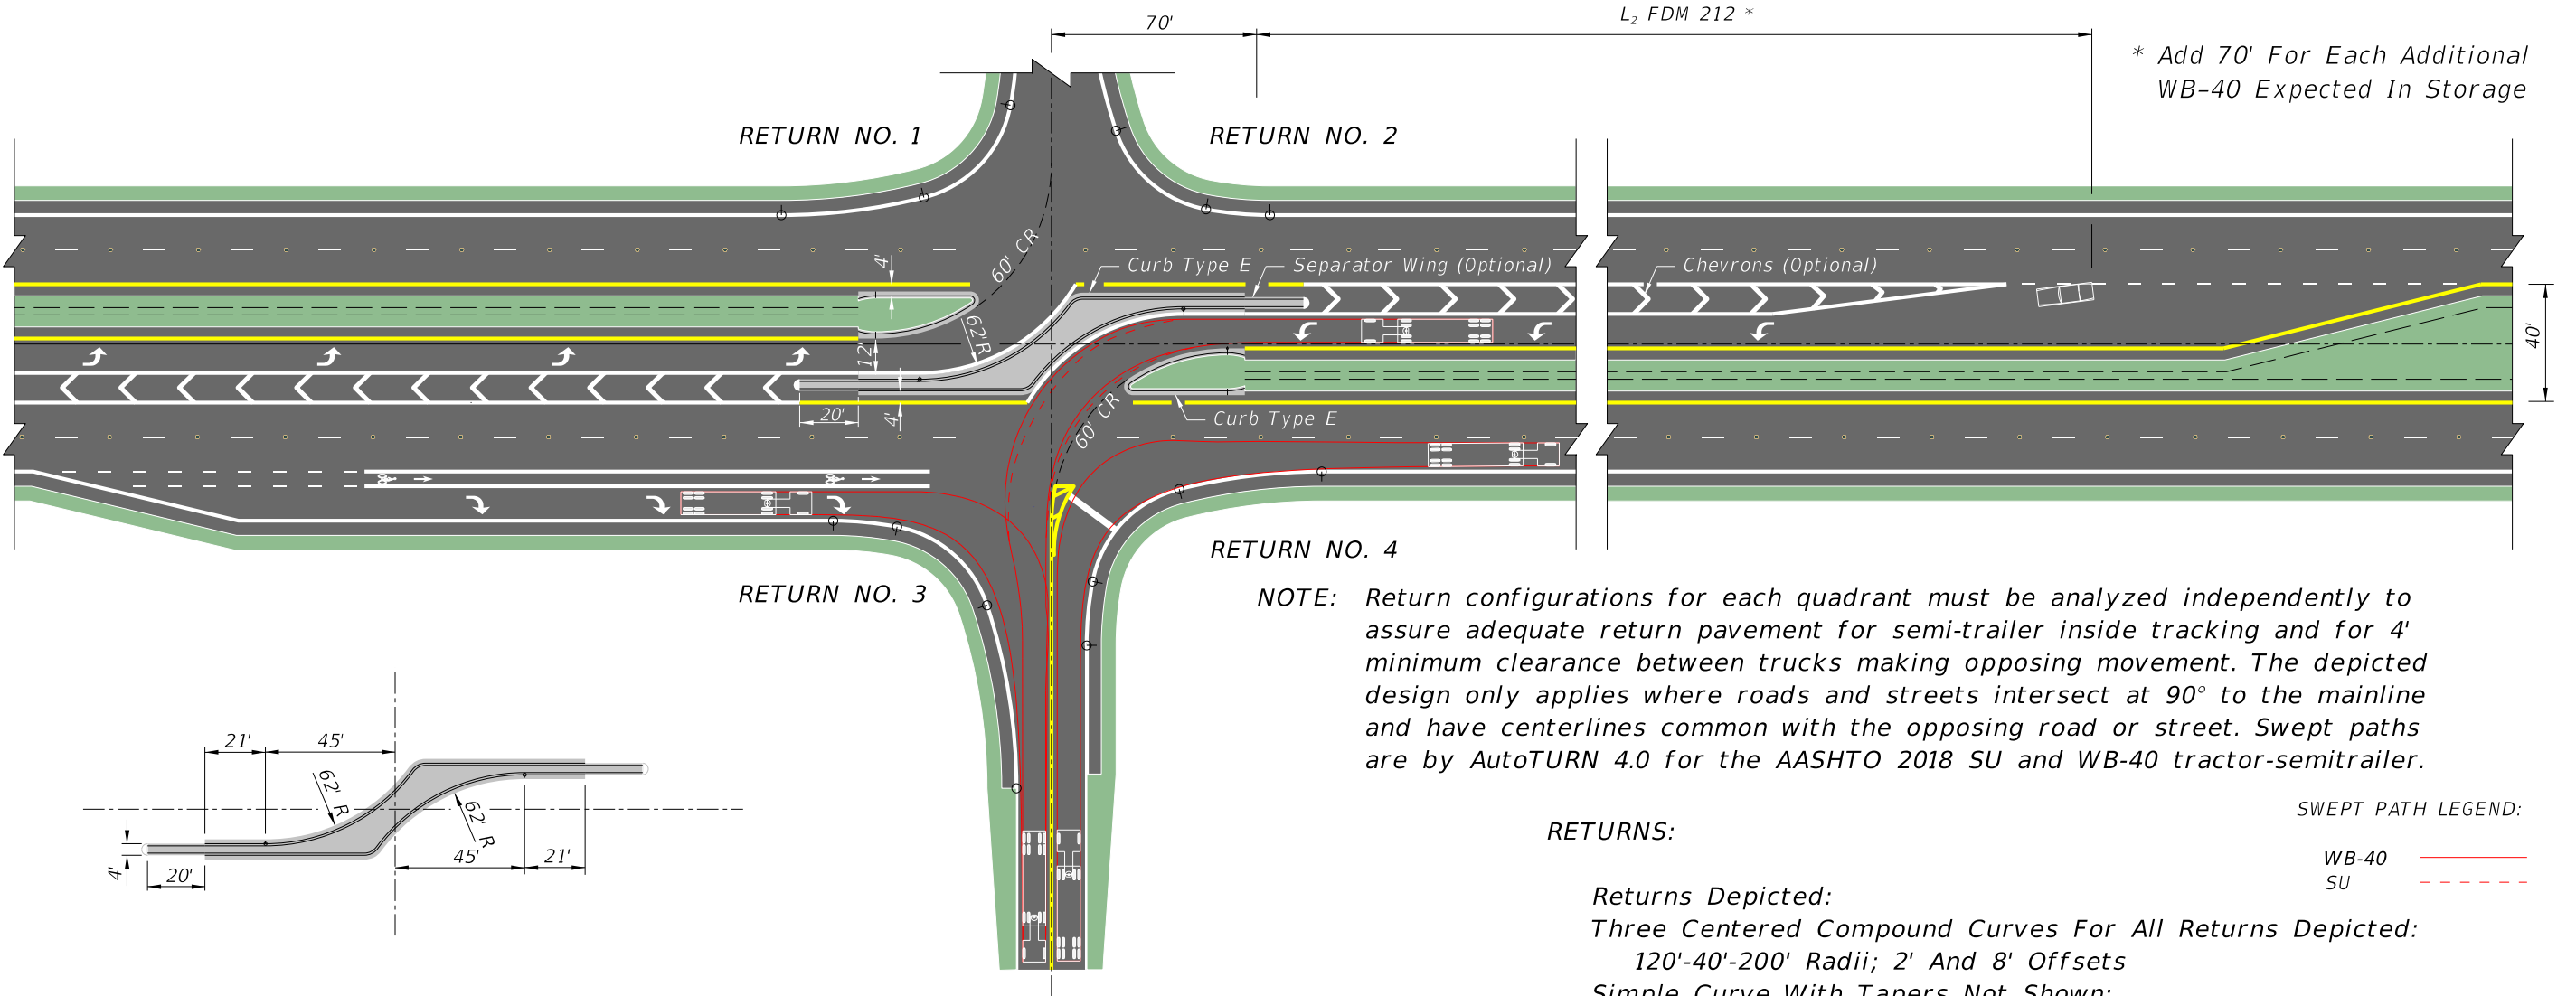 70'
L₂ FDM 212 *
* Add 70' For Each Additional
WB-40 Expected In Storage
RETURN NO. 1
RETURN NO. 2
60' CR
4'
Curb Type E
Separator Wing (Optional)
Chevrons (Optional)
62' R
12'
40'
20'
4'
60' CR
Curb Type E
RETURN NO. 3
RETURN NO. 4
NOTE: Return configurations for each quadrant must be analyzed independently to
assure adequate return pavement for semi-trailer inside tracking and for 4'
minimum clearance between trucks making opposing movement. The depicted
design only applies where roads and streets intersect at 90° to the mainline
and have centerlines common with the opposing road or street. Swept paths
are by AutoTURN 4.0 for the AASHTO 2018 SU and WB-40 tractor-semitrailer.
21'
45'
62' R
62' R
45'
21'
4'
20'
SWEPT PATH LEGEND:
WB-40
SU
RETURNS:
Returns Depicted:
Three Centered Compound Curves For All Returns Depicted:
120'-40'-200' Radii; 2' And 8' Offsets
Simple Curve With Tapers Not Shown: